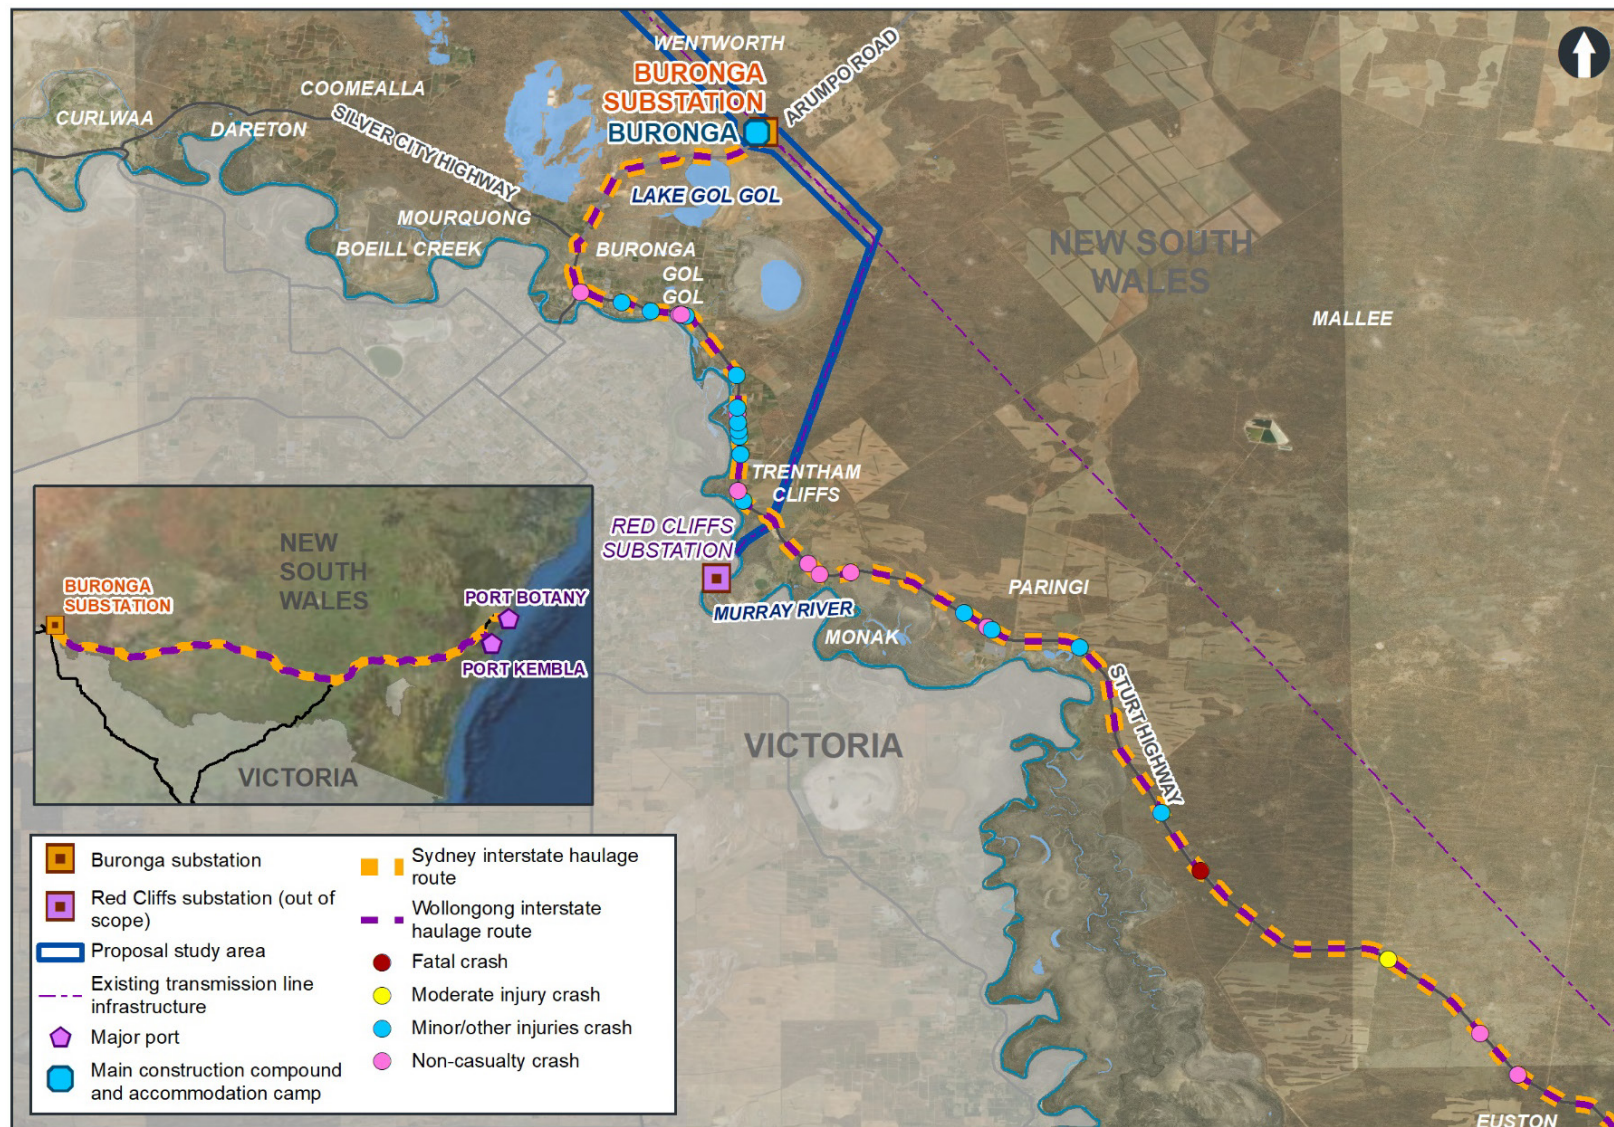 WENTWORTH
BURONGA
SUBSTATION
BURONGA
ARUMPO ROAD
COOMEALLA
CURLWAA
DARETON
SILVER CITY HIGHWAY
LAKE GOL GOL
MOURQUONG
BOEILL CREEK
BURONGA
GOL
GOL
NEW SOUTH
WALES
MALLEE
TRENTHAM
CLIFFS
RED CLIFFS
SUBSTATION
MURRAY RIVER
MONAK
PARINGI
STURT HIGHWAY
VICTORIA
EUSTON
NEW
SOUTH
WALES
BURONGA
SUBSTATION
PORT BOTANY
PORT KEMBLA
VICTORIA
Buronga substation
Red Cliffs substation (out of
scope)
Proposal study area
Existing transmission line
infrastructure
Major port
Main construction compound
and accommodation camp
Sydney interstate haulage
route
Wollongong interstate
haulage route
Fatal crash
Moderate injury crash
Minor/other injuries crash
Non-casualty crash